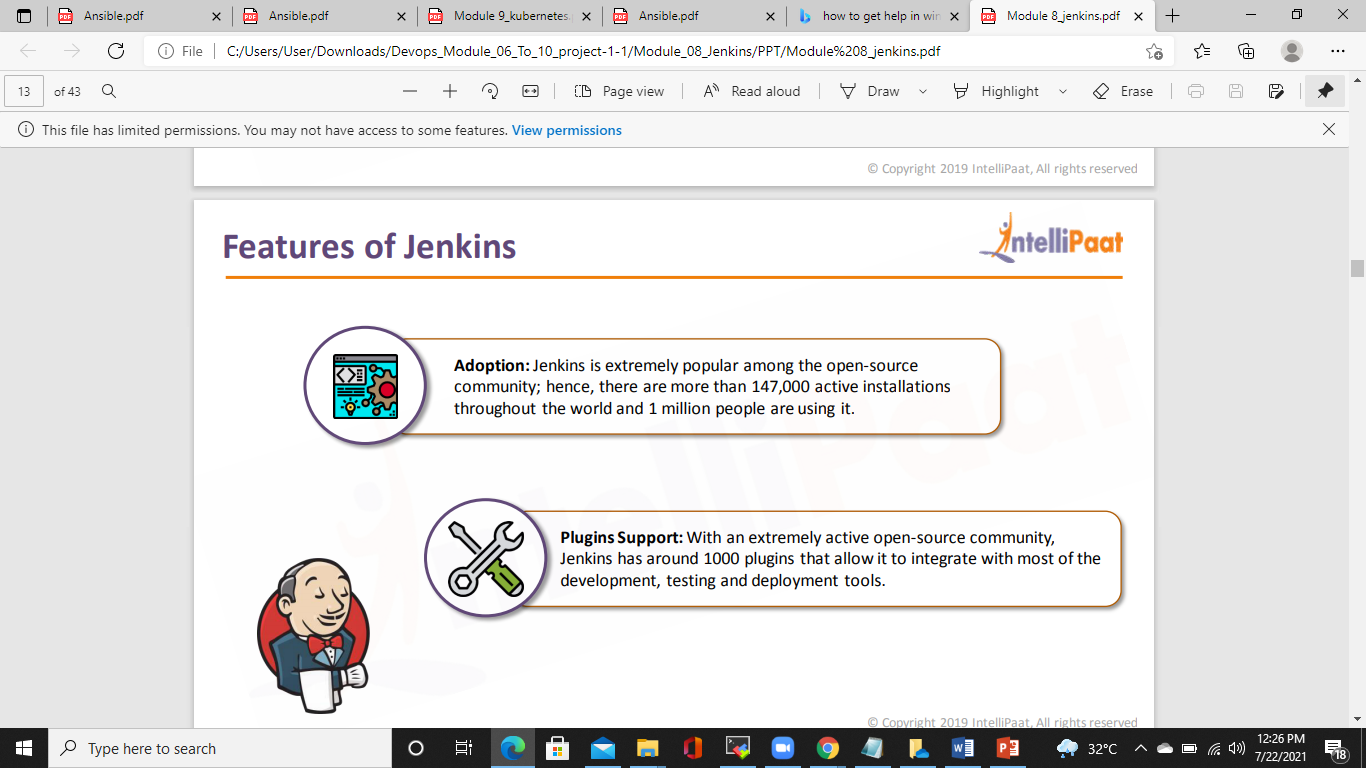 Ansible.pdf
Ansible.pdf
Module 9_kubernetes.
Ansible.pdf
how to get help in win
Module 8_jenkins.pdf
File
C:/Users/User/Downloads/Devops_Module_06_To_10_project-1-1/Module_08_Jenkins/PPT/Module%208_jenkins.pdf
13 of 43
Page view
Read aloud
Draw
Highlight
Erase
This file has limited permissions. You may not have access to some features. View permissions
© Copyright 2019 IntelliPaat, All rights reserved
Features of Jenkins
IntelliPaat
Adoption: Jenkins is extremely popular among the open-source
community; hence, there are more than 147,000 active installations
throughout the world and 1 million people are using it.
Plugins Support: With an extremely active open-source community,
Jenkins has around 1000 plugins that allow it to integrate with most of the
development, testing and deployment tools.
© Copyright 2019 IntelliPaat, All rights reserved
Type here to search
32°C
12:26 PM
7/22/2021
18